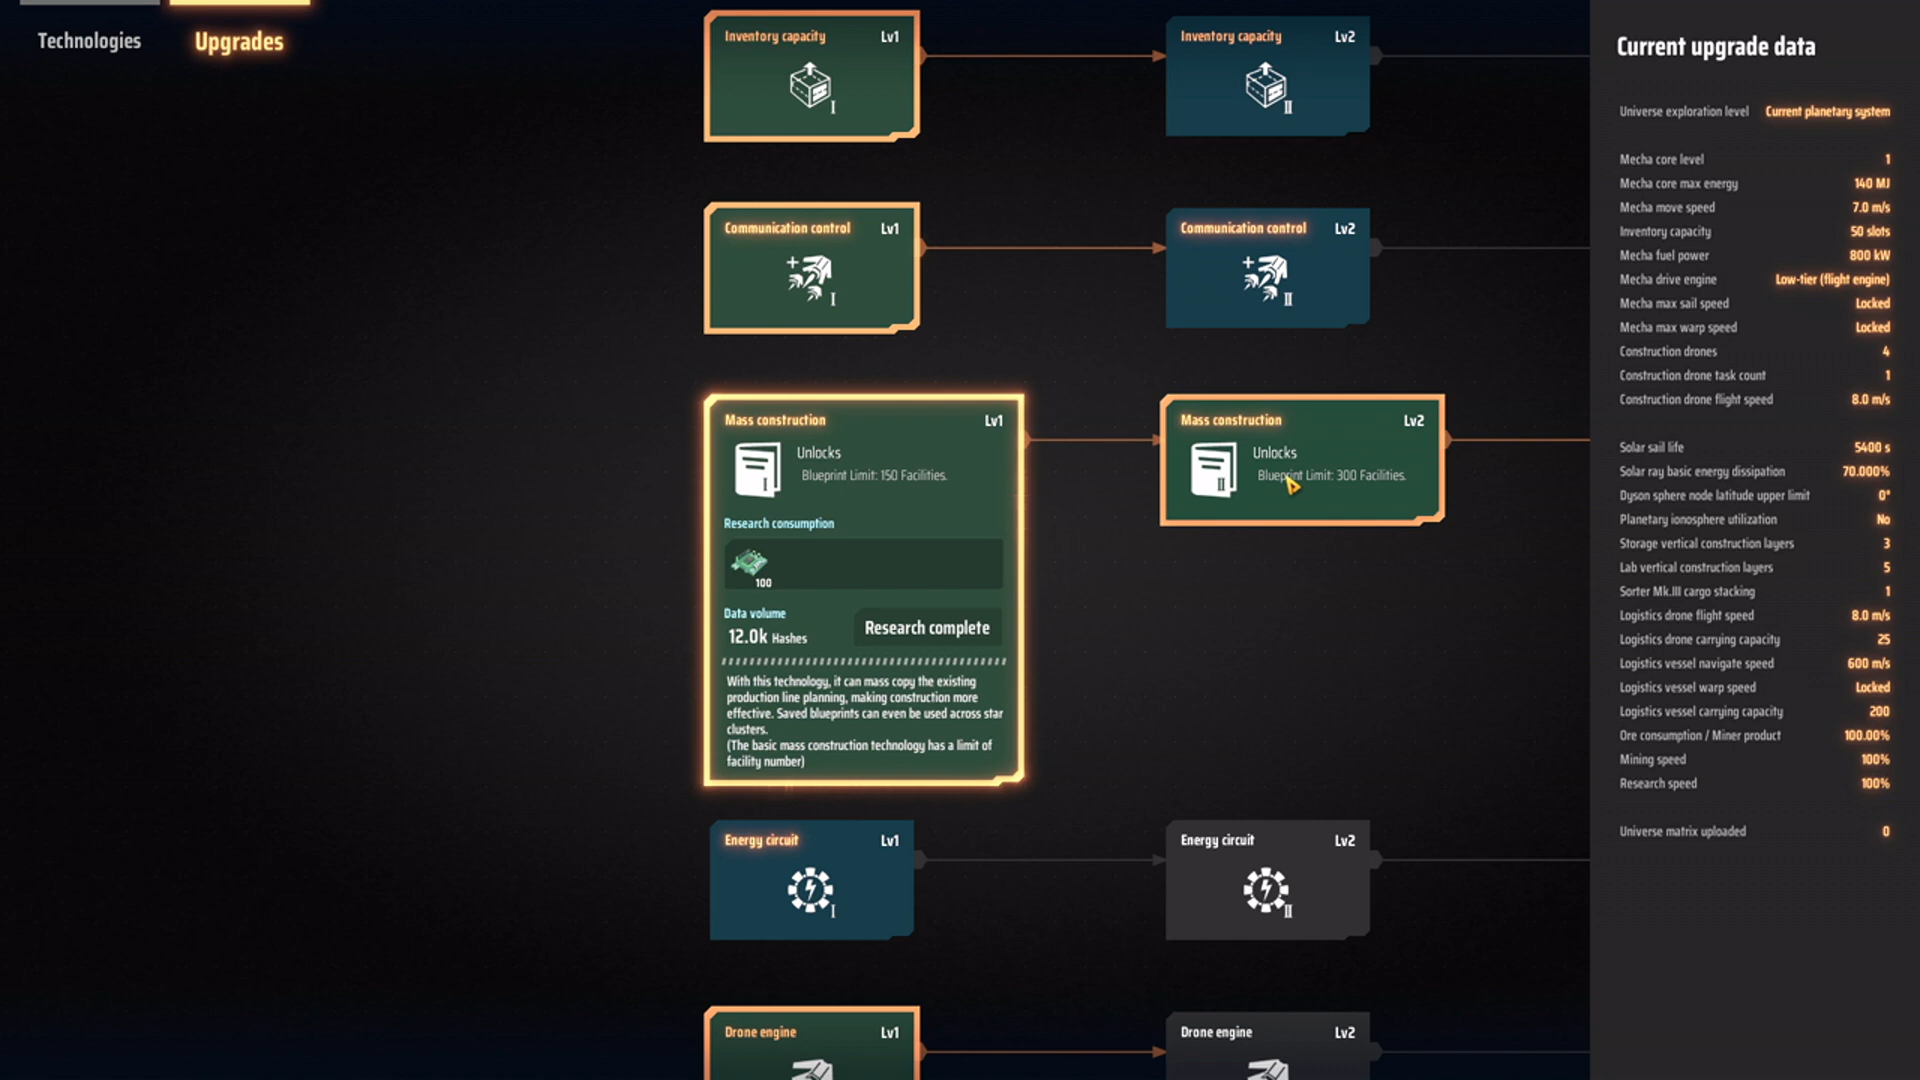 Technologies
Upgrades
Inventory capacity Lv1
I
Inventory capacity Lv2
II
Communication control Lv1
I
Communication control Lv2
II
Mass construction Lv1
I
Unlocks
Blueprint Limit: 150 Facilities.
Research consumption
100
Data volume
12.0k Hashes
Research complete
With this technology, it can mass copy the existing
production line planning, making construction more
effective. Saved blueprints can even be used across star
clusters.
(The basic mass construction technology has a limit of
facility number)
Mass construction Lv2
II
Unlocks
Blueprint Limit: 300 Facilities.
Energy circuit Lv1
I
Energy circuit Lv2
II
Drone engine Lv1
Drone engine Lv2
Current upgrade data
Universe exploration level Current planetary system
Mecha core level 1
Mecha core max energy 140 MJ
Mecha move speed 7.0 m/s
Inventory capacity 50 slots
Mecha fuel power 800 kW
Mecha drive engine Low-tier (flight engine)
Mecha max sail speed Locked
Mecha max warp speed Locked
Construction drones 4
Construction drone task count 1
Construction drone flight speed 8.0 m/s
Solar sail life 5400 s
Solar ray basic energy dissipation 70.000%
Dyson sphere node latitude upper limit 0°
Planetary ionosphere utilization No
Storage vertical construction layers 3
Lab vertical construction layers 5
Sorter Mk.III cargo stacking 1
Logistics drone flight speed 8.0 m/s
Logistics drone carrying capacity 25
Logistics vessel navigate speed 600 m/s
Logistics vessel warp speed Locked
Logistics vessel carrying capacity 200
Ore consumption / Miner product 100.00%
Mining speed 100%
Research speed 100%
Universe matrix uploaded 0